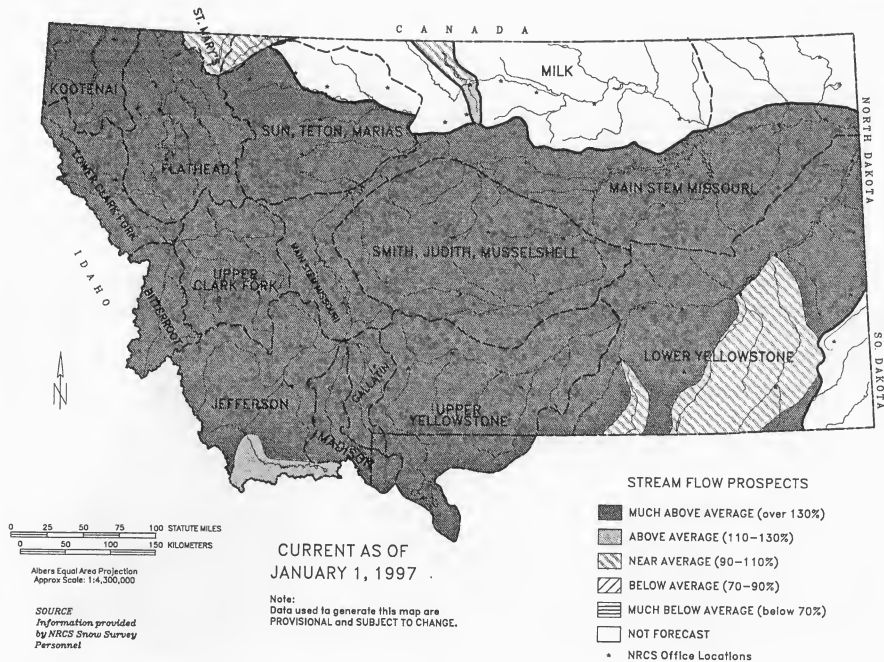 C A N A D A
ST. MARYS
MILK
KOOTENAI
SUN, TETON, MARIAS
NORTH DAKOTA
FLATHEAD
LOWER CLARK FORK
MAIN STEM MISSOURI
SMITH, JUDITH, MUSSELSHELL
IDAHO
UPPER
CLARK FORK
MAIN STEM MISSOURI
BITTERROOT
LOWER YELLOWSTONE
SO. DAKOTA
N
JEFFERSON
GALLATIN
UPPER
YELLOWSTONE
MADISON
STREAM FLOW PROSPECTS
MUCH ABOVE AVERAGE (over 130%)
ABOVE AVERAGE (110-130%)
NEAR AVERAGE (90-110%)
BELOW AVERAGE (70-90%)
MUCH BELOW AVERAGE (below 70%)
NOT FORECAST
* NRCS Office Locations
0 25 50 75 100 STATUTE MILES
0 50 100 150 KILOMETERS
Albers Equal Area Projection
Approx Scale: 1:4,300,000
SOURCE
Information provided
by NRCS Snow Survey
Personnel
CURRENT AS OF
JANUARY 1, 1997
Note:
Data used to generate this map are
PROVISIONAL and SUBJECT TO CHANGE.